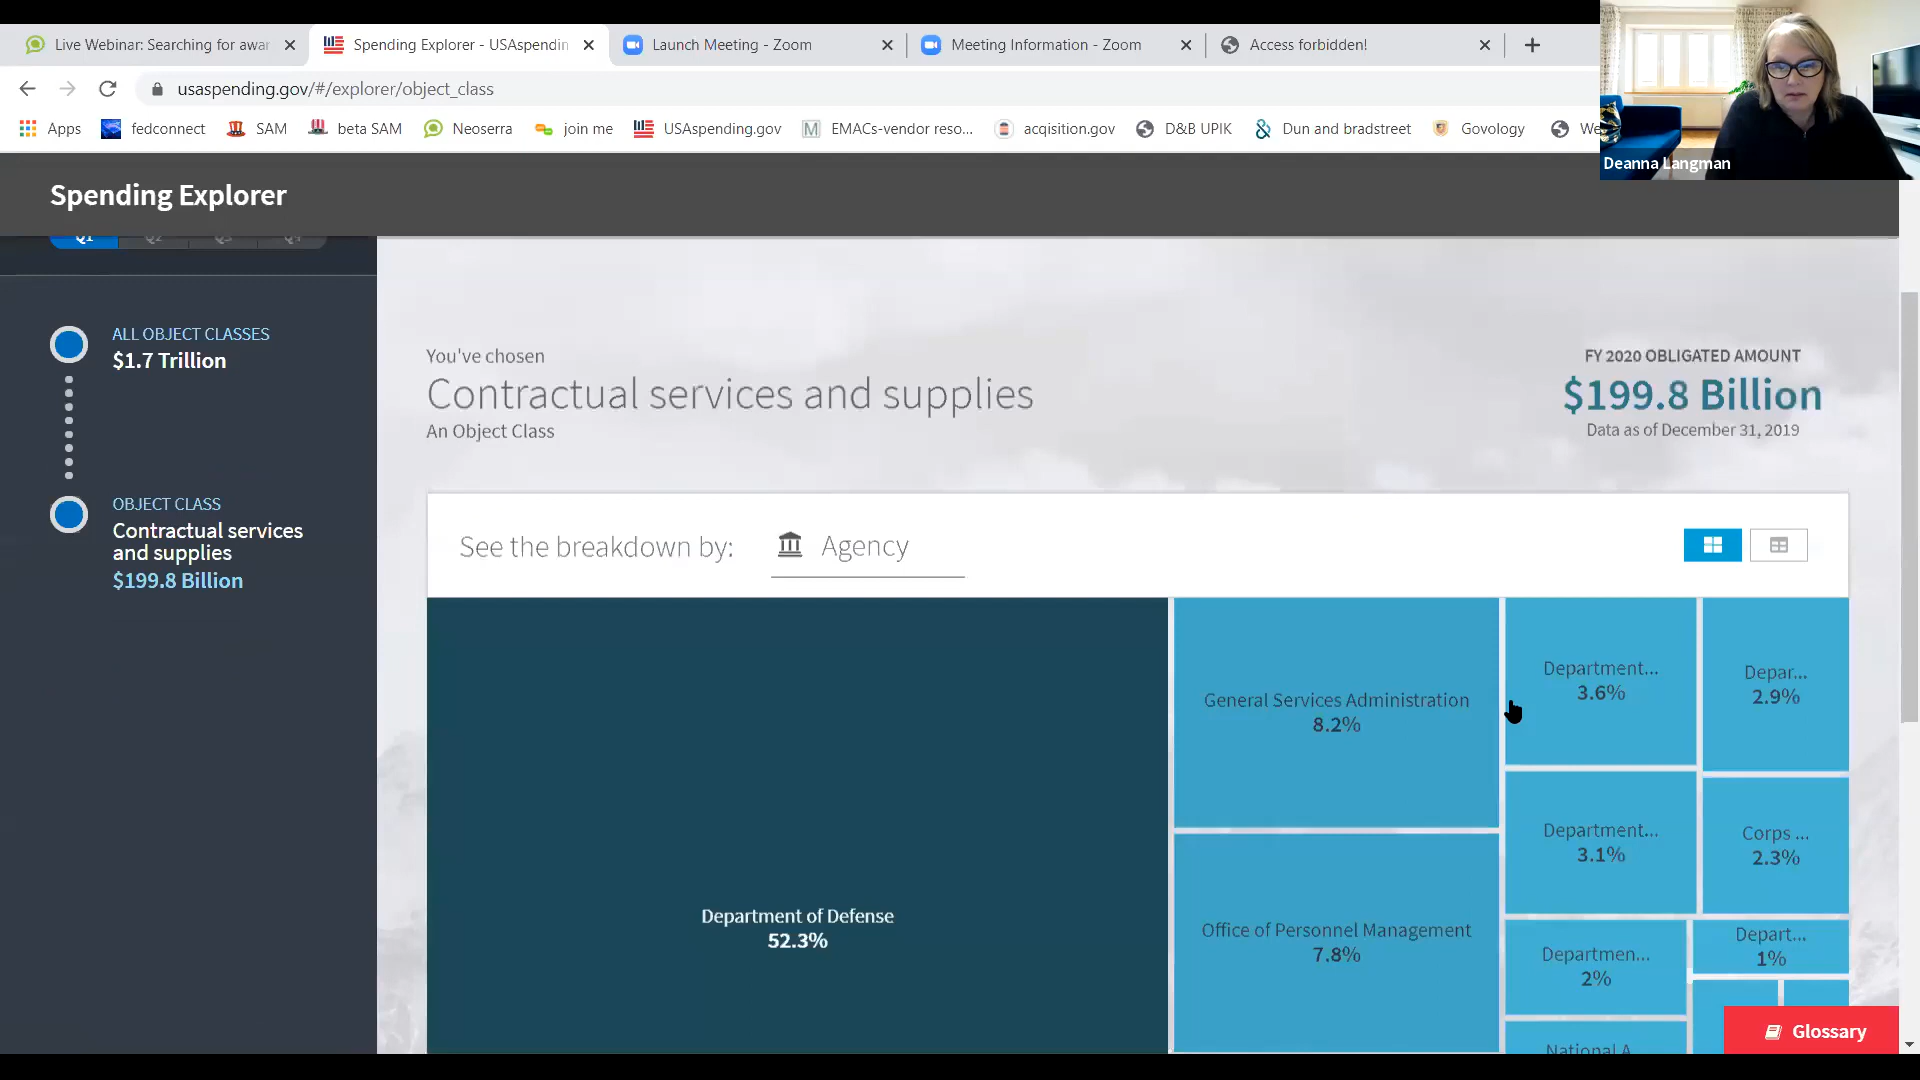 Live Webinar: Searching for awar
Spending Explorer - USAspendin
Launch Meeting - Zoom
Meeting Information - Zoom
Access forbidden!
usaspending.gov/#/explorer/object_class
Apps
fedconnect
SAM
beta SAM
Neoserra
join me
USAspending.gov
EMACs-vendor reso...
acqisition.gov
D&B UPIK
Dun and bradstreet
Govology
We
Deanna Langman
Spending Explorer
Q1 Q2 Q3 Q4
ALL OBJECT CLASSES
$1.7 Trillion
OBJECT CLASS
Contractual services
and supplies
$199.8 Billion
You've chosen
Contractual services and supplies
An Object Class
FY 2020 OBLIGATED AMOUNT
$199.8 Billion
Data as of December 31, 2019
See the breakdown by:
Agency
Department of Defense
52.3%
General Services Administration
8.2%
Office of Personnel Management
7.8%
Department...
3.6%
Depar...
2.9%
Department...
3.1%
Corps ...
2.3%
Departmen...
2%
Depart...
1%
National A
Glossary